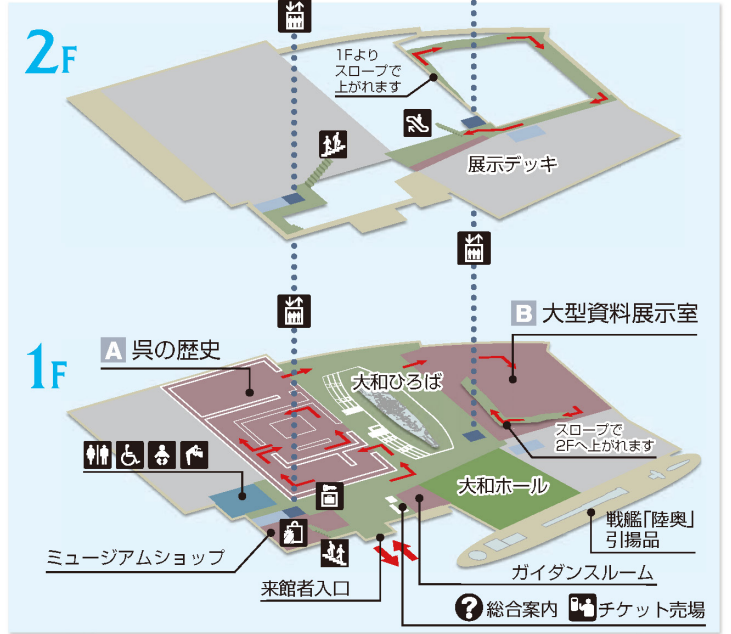 2F
1Fより
スロープで
上がれます
展示デッキ
1F
A 呉の歴史
B 大型資料展示室
大和ひろば
スロープで
2Fへ上がれます
大和ホール
戦艦「陸奥」
引揚品
ミュージアムショップ
来館者入口
ガイダンスルーム
?総合案内 チケット売場